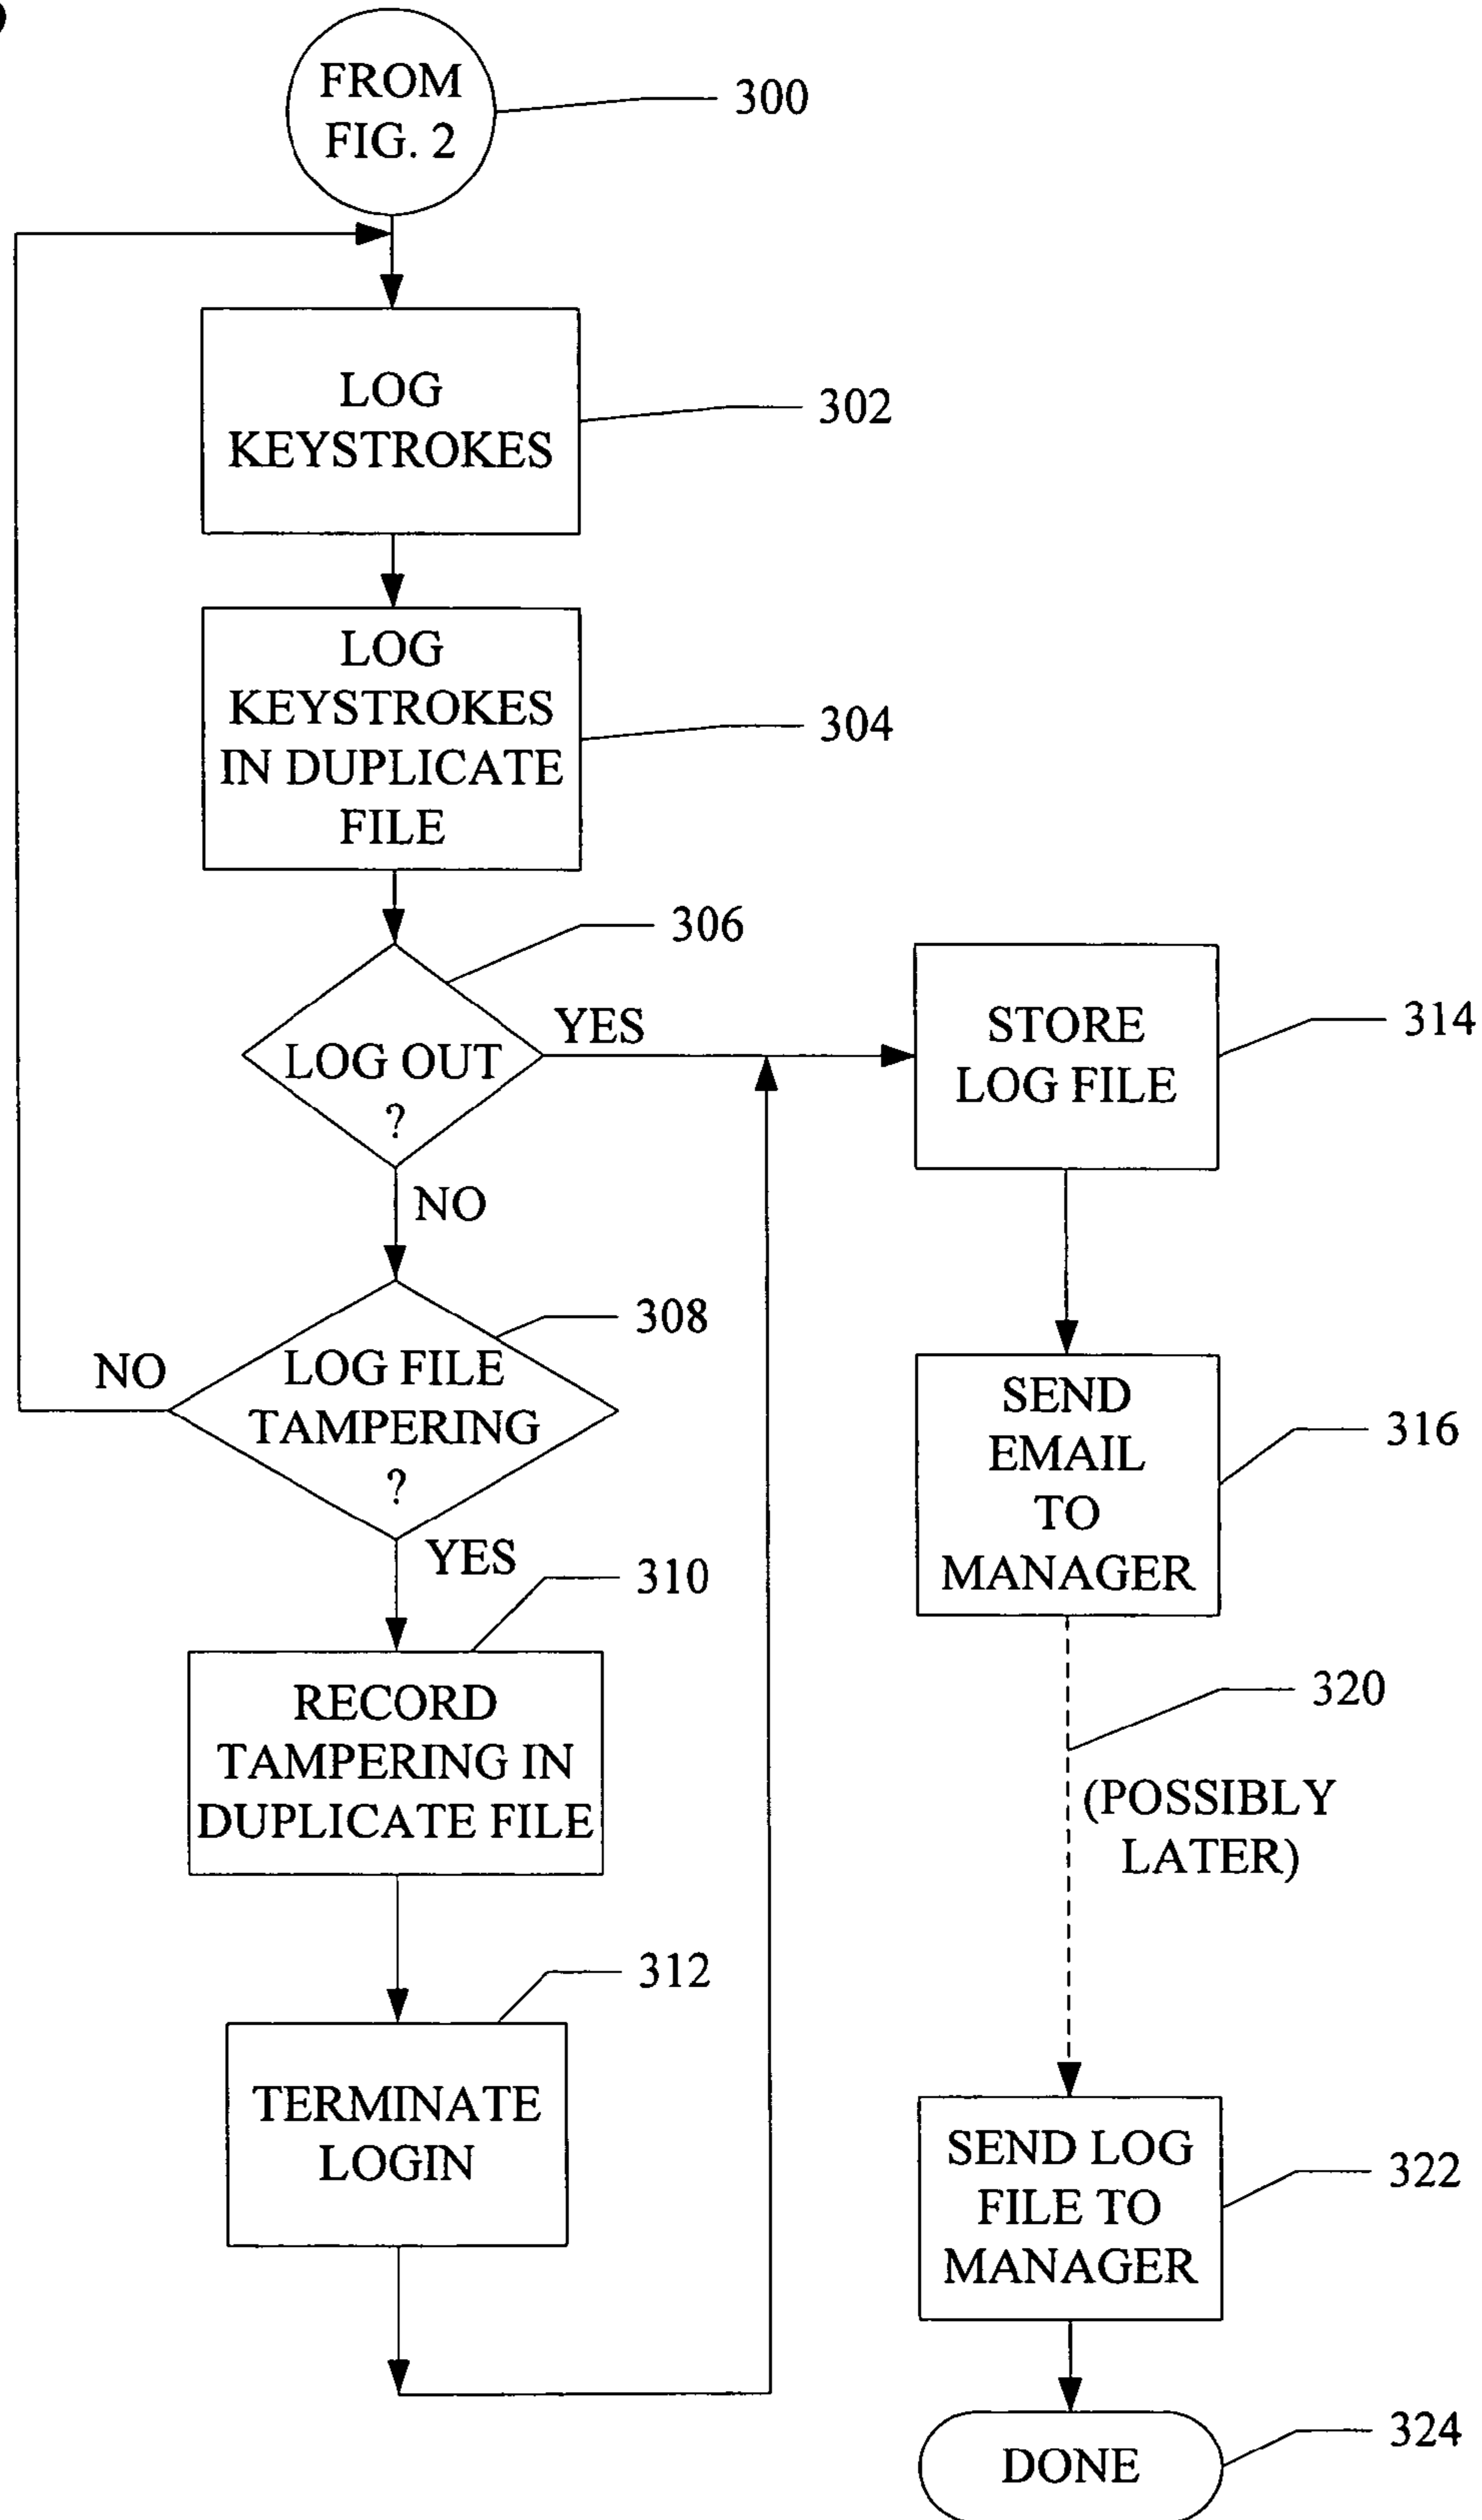 FROM
FIG. 2
300
LOG
KEYSTROKES
302
LOG
KEYSTROKES
IN DUPLICATE
FILE
304
306
LOG OUT
?
YES
NO
308
LOG FILE
TAMPERING
?
NO
YES
310
RECORD
TAMPERING IN
DUPLICATE FILE
312
TERMINATE
LOGIN
STORE
LOG FILE
314
SEND
EMAIL
TO
MANAGER
316
320
(POSSIBLY
LATER)
SEND LOG
FILE TO
MANAGER
322
DONE
324